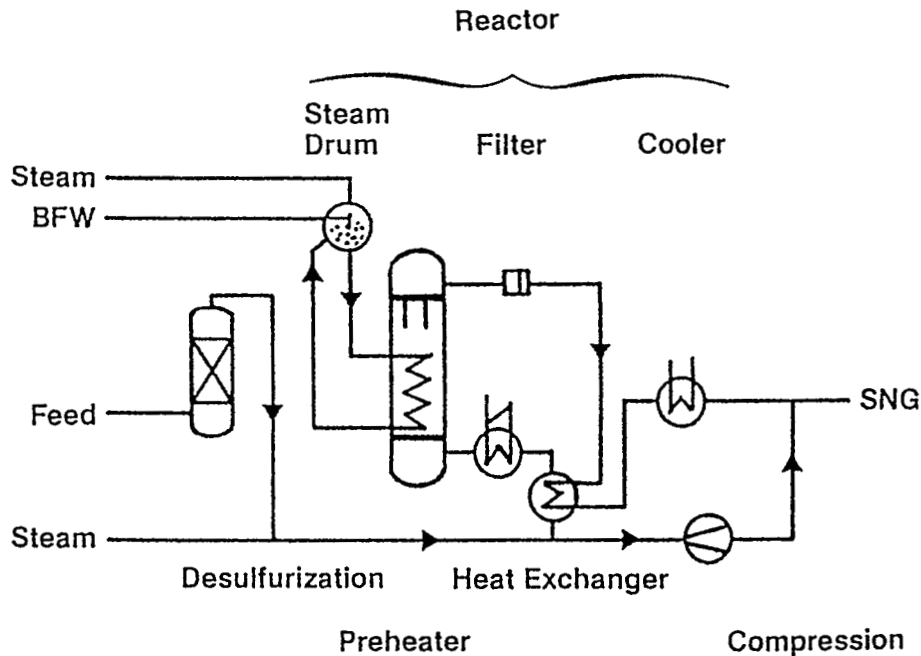 Reactor
Steam
Drum
Filter
Cooler
Steam
BFW
Feed
SNG
Steam
Desulfurization
Heat Exchanger
Preheater
Compression